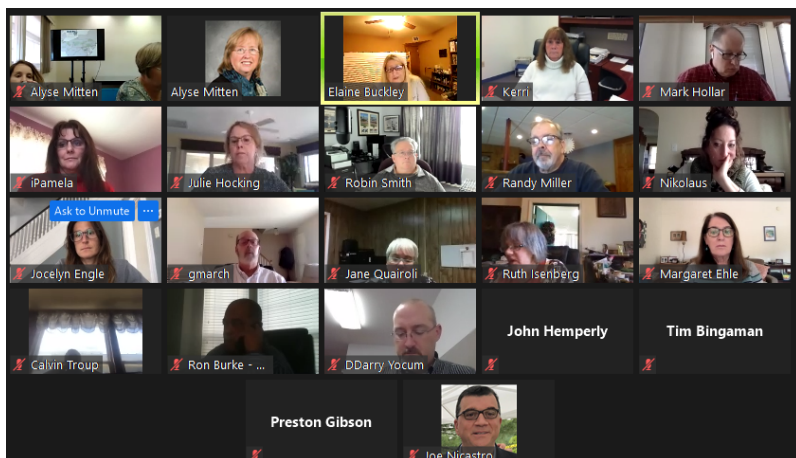 Alyse Mitten
Alyse Mitten
Elaine Buckley
Kerri
Mark Hollar
iPamela
Julie Hocking
Robin Smith
Randy Miller
Nikolaus
Ask to Unmute ...
Jocelyn Engle
gmarch
Jane Quairoli
Ruth Isenberg
Margaret Ehle
Calvin Troup
Ron Burke - ...
DDarry Yocum
John Hemperly
Tim Bingaman
Preston Gibson
Joe Nicastro